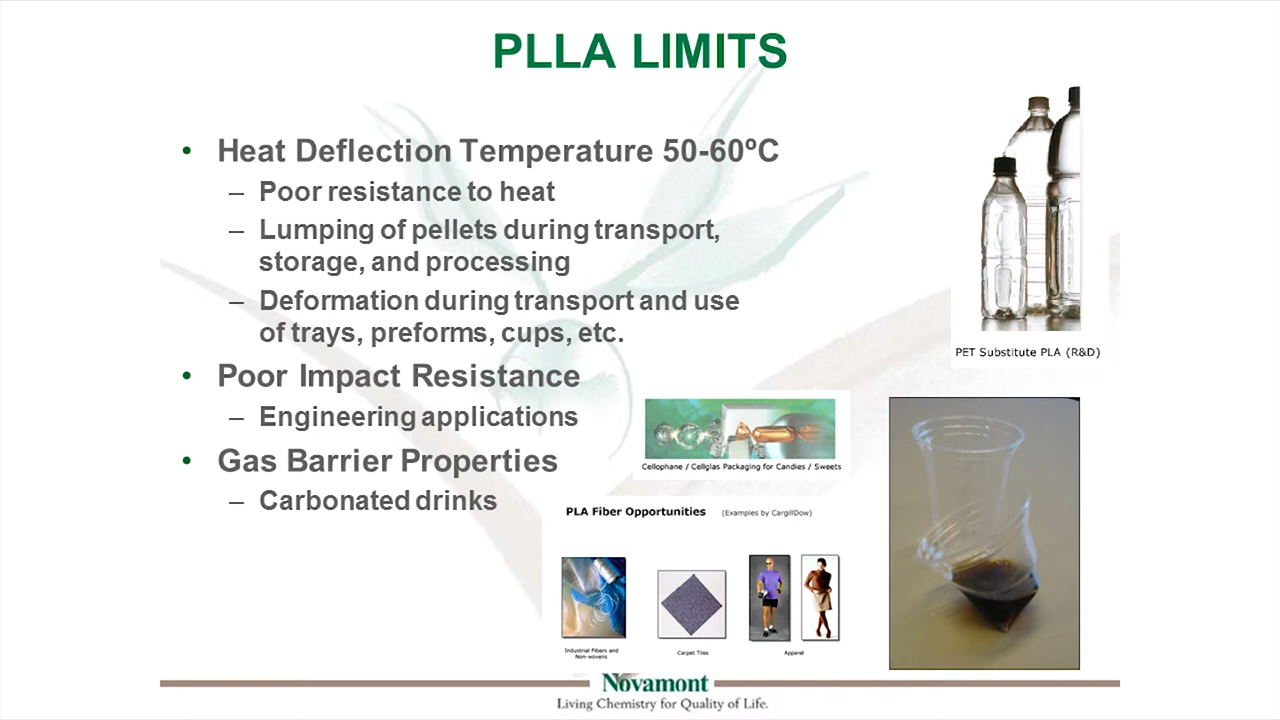 PLLA LIMITS
• Heat Deflection Temperature 50-60ºC
– Poor resistance to heat
– Lumping of pellets during transport,
storage, and processing
– Deformation during transport and use
of trays, preforms, cups, etc.
• Poor Impact Resistance
– Engineering applications
• Gas Barrier Properties
– Carbonated drinks
PET Substitute PLA (R&D)
Cellophane / Cellglas Packaging for Candies / Sweets
PLA Fiber Opportunities (Examples by CargillDow)
Industrial Fibers and
Non-wovens
Carpet Tiles
Apparel
Novamont
Living Chemistry for Quality of Life.